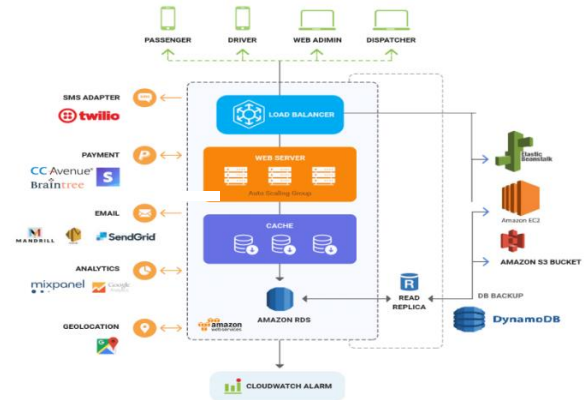 PASSENGER
DRIVER
WEB ADIMIN
DISPATCHER
SMS ADAPTER
twilio
LOAD BALANCER
PAYMENT
CC Avenue
Braintree
S
WEB SERVER
Auto Scaling Group
Elastic
Beanstalk
EMAIL
MANDRILL
SendGrid
CACHE
Amazon EC2
ANALYTICS
mixpanel
Google
AMAZON S3 BUCKET
R
READ
REPLICA
DB BACKUP
DynamoDB
AMAZON RDS
GEOLOCATION
amazon
webservices
CLOUDWATCH ALARM